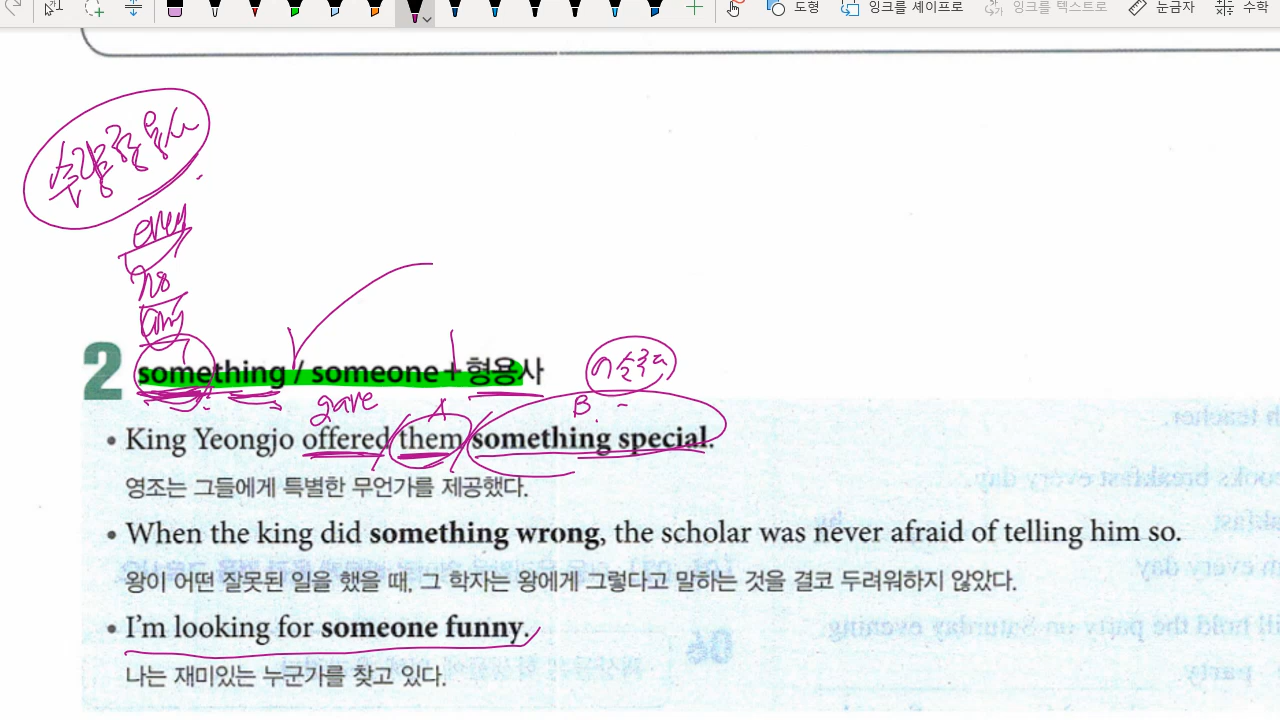 도형 잉크를 셰이프로 잉크를 텍스트로 눈금자 수학
수량형용사
every
no
any
2 something / someone + 형용사
gave A B
• King Yeongjo offered them something special.
영조는 그들에게 특별한 무언가를 제공했다.
• When the king did something wrong, the scholar was never afraid of telling him so.
왕이 어떤 잘못된 일을 했을 때, 그 학자는 왕에게 그렇다고 말하는 것을 결코 두려워하지 않았다.
• I'm looking for someone funny.
나는 재미있는 누군가를 찾고 있다.